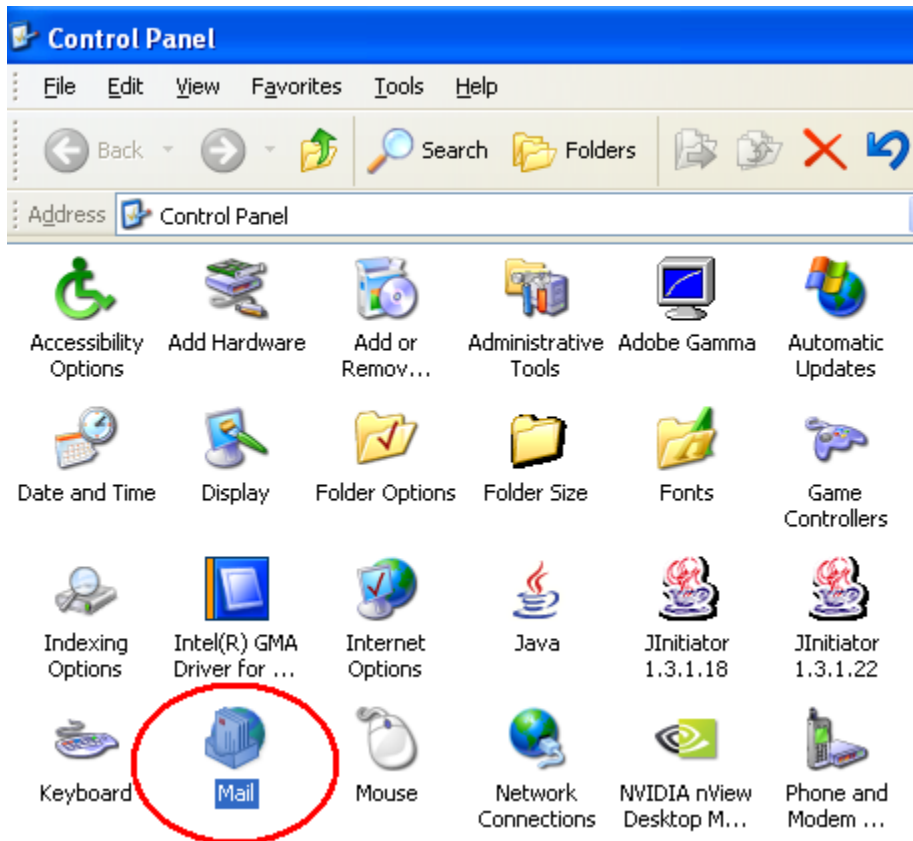 Control Panel
File Edit View Favorites Tools Help
Back Search Folders
Address Control Panel
Accessibility Options
Add Hardware
Add or Remov...
Administrative Tools
Adobe Gamma
Automatic Updates
Date and Time
Display
Folder Options
Folder Size
Fonts
Game Controllers
Indexing Options
Intel(R) GMA Driver for ...
Internet Options
Java
JInitiator 1.3.1.18
JInitiator 1.3.1.22
Keyboard
Mail
Mouse
Network Connections
NVIDIA nView Desktop M...
Phone and Modem ...